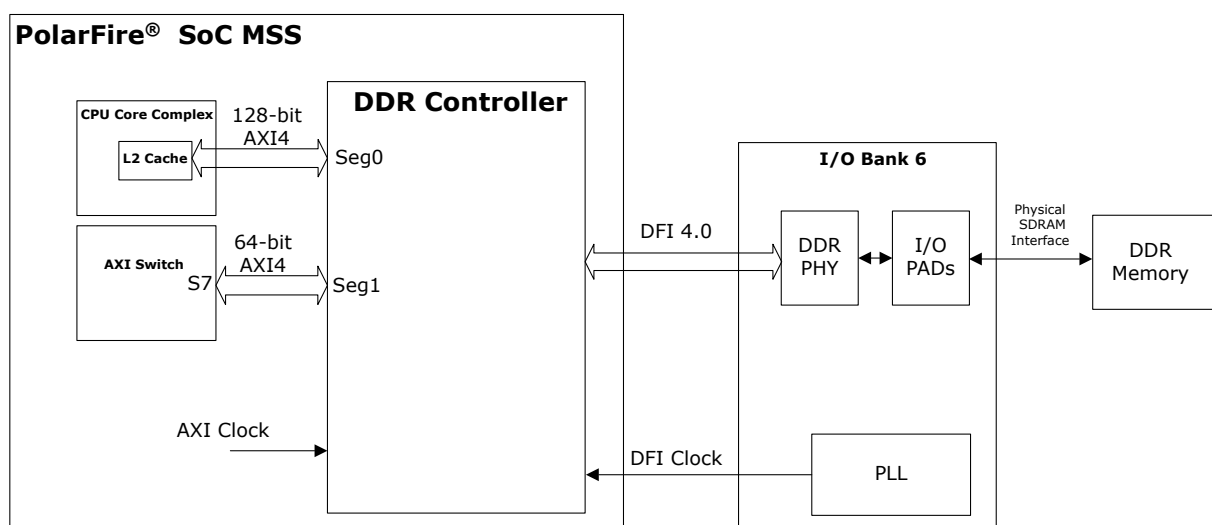 PolarFire® SoC MSS
DDR Controller
CPU Core Complex
L2 Cache
128-bit
AXI4
Seg0
AXI Switch
S7
64-bit
AXI4
Seg1
AXI Clock
DFI 4.0
DFI Clock
I/O Bank 6
DDR
PHY
I/O
PADs
PLL
Physical
SDRAM
Interface
DDR
Memory